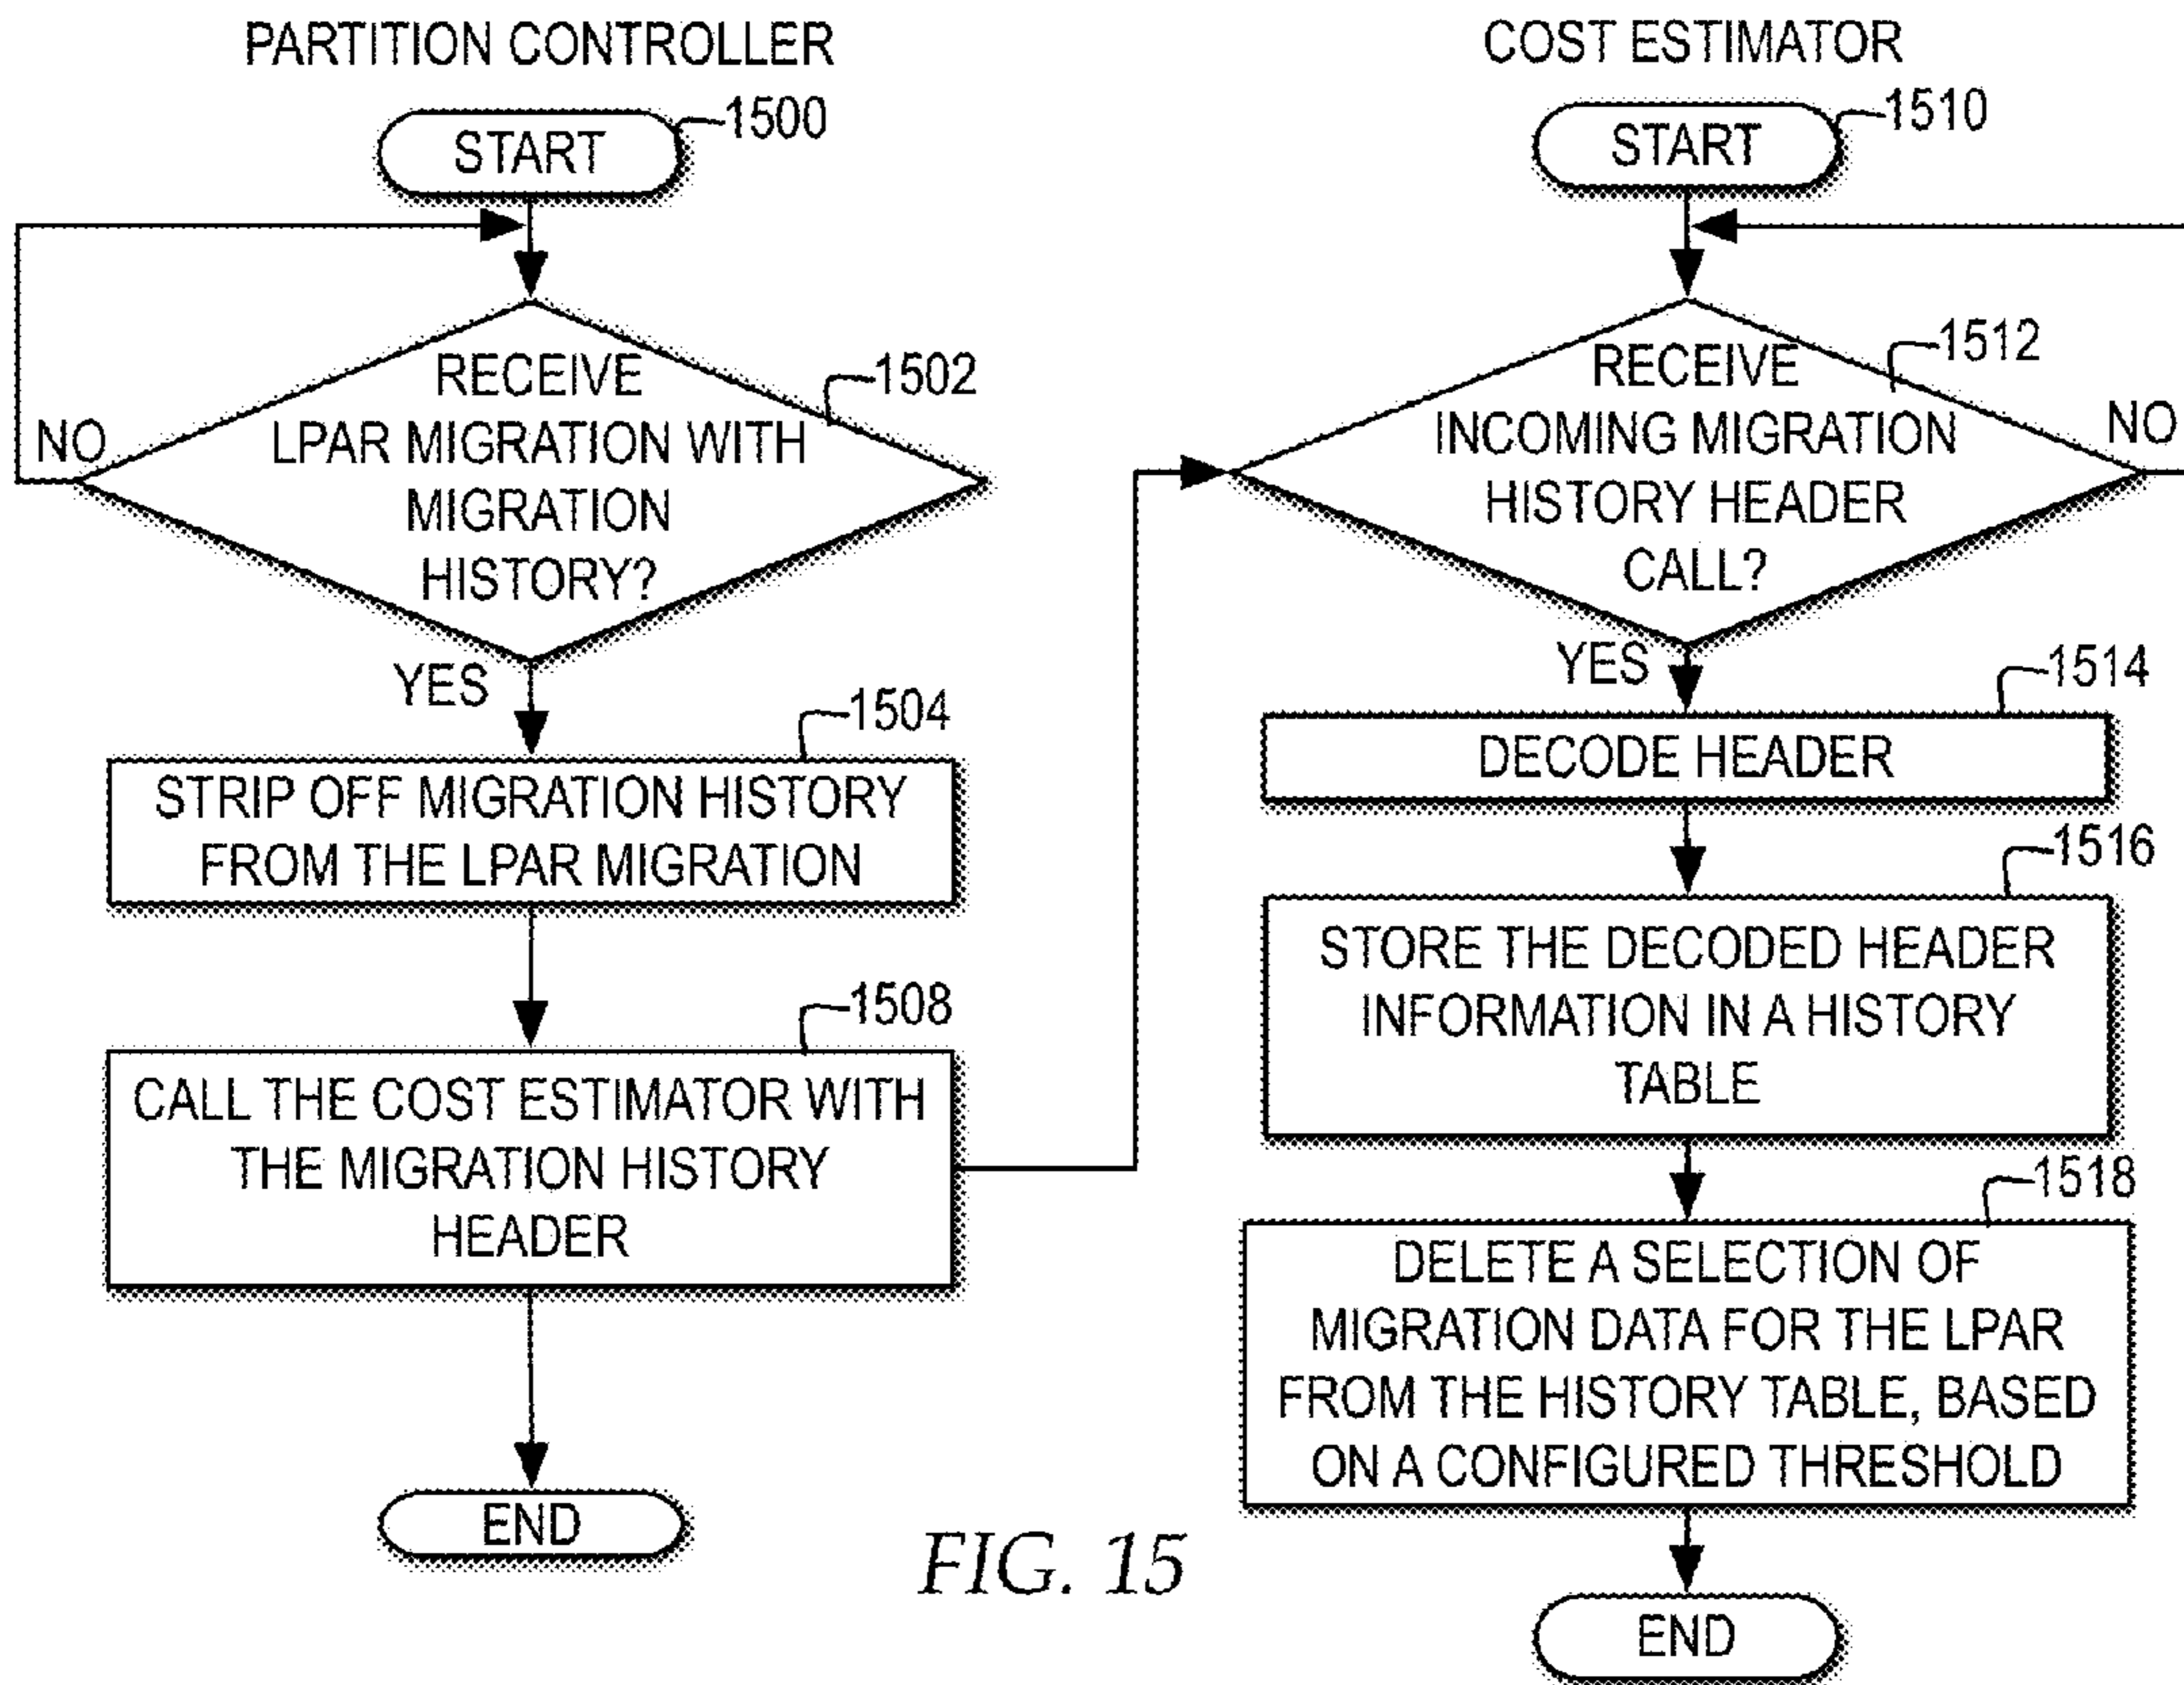 PARTITION CONTROLLER
START
1500
RECEIVE
LPAR MIGRATION WITH
MIGRATION
HISTORY?
1502
NO
YES
1504
STRIP OFF MIGRATION HISTORY
FROM THE LPAR MIGRATION
1508
CALL THE COST ESTIMATOR WITH
THE MIGRATION HISTORY
HEADER
END
COST ESTIMATOR
START
1510
RECEIVE
INCOMING MIGRATION
HISTORY HEADER
CALL?
1512
NO
YES
1514
DECODE HEADER
1516
STORE THE DECODED HEADER
INFORMATION IN A HISTORY
TABLE
1518
DELETE A SELECTION OF
MIGRATION DATA FOR THE LPAR
FROM THE HISTORY TABLE, BASED
ON A CONFIGURED THRESHOLD
END
FIG. 15